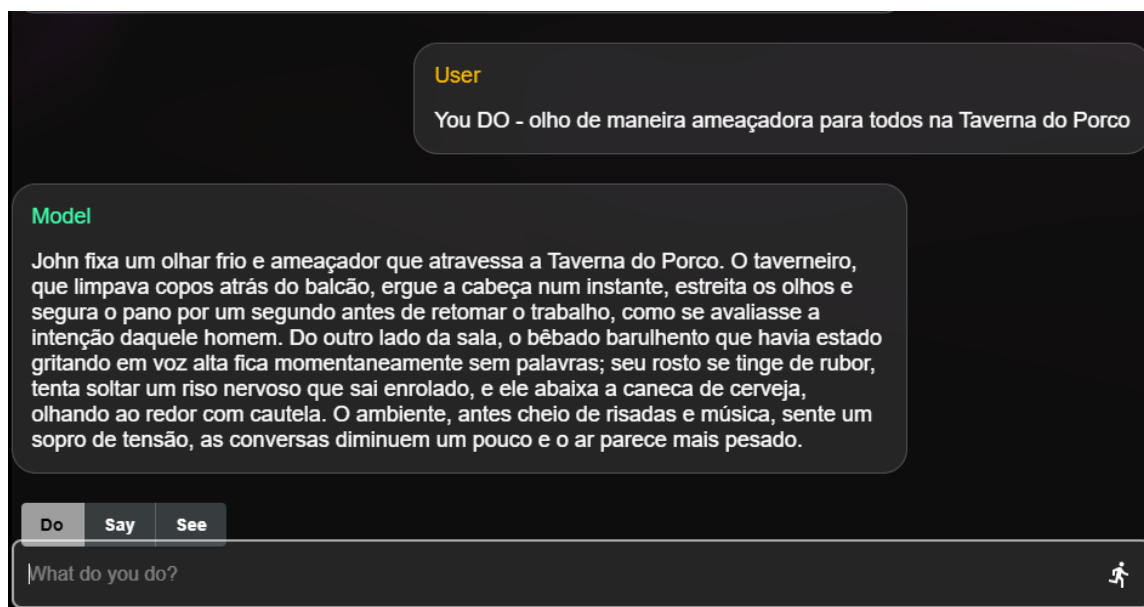 User
You DO - olho de maneira ameaçadora para todos na Taverna do Porco
Model
John fixa um olhar frio e ameaçador que atravessa a Taverna do Porco. O taverneiro,
que limpava copos atrás do balcão, ergue a cabeça num instante, estreita os olhos e
segura o pano por um segundo antes de retomar o trabalho, como se avaliasse a
intenção daquele homem. Do outro lado da sala, o bêbado barulhento que havia estado
gritando em voz alta fica momentaneamente sem palavras; seu rosto se tinge de rubor,
tenta soltar um riso nervoso que sai enrolado, e ele abaixa a caneca de cerveja,
olhando ao redor com cautela. O ambiente, antes cheio de risadas e música, sente um
sopro de tensão, as conversas diminuem um pouco e o ar parece mais pesado.
Do Say See
What do you do?